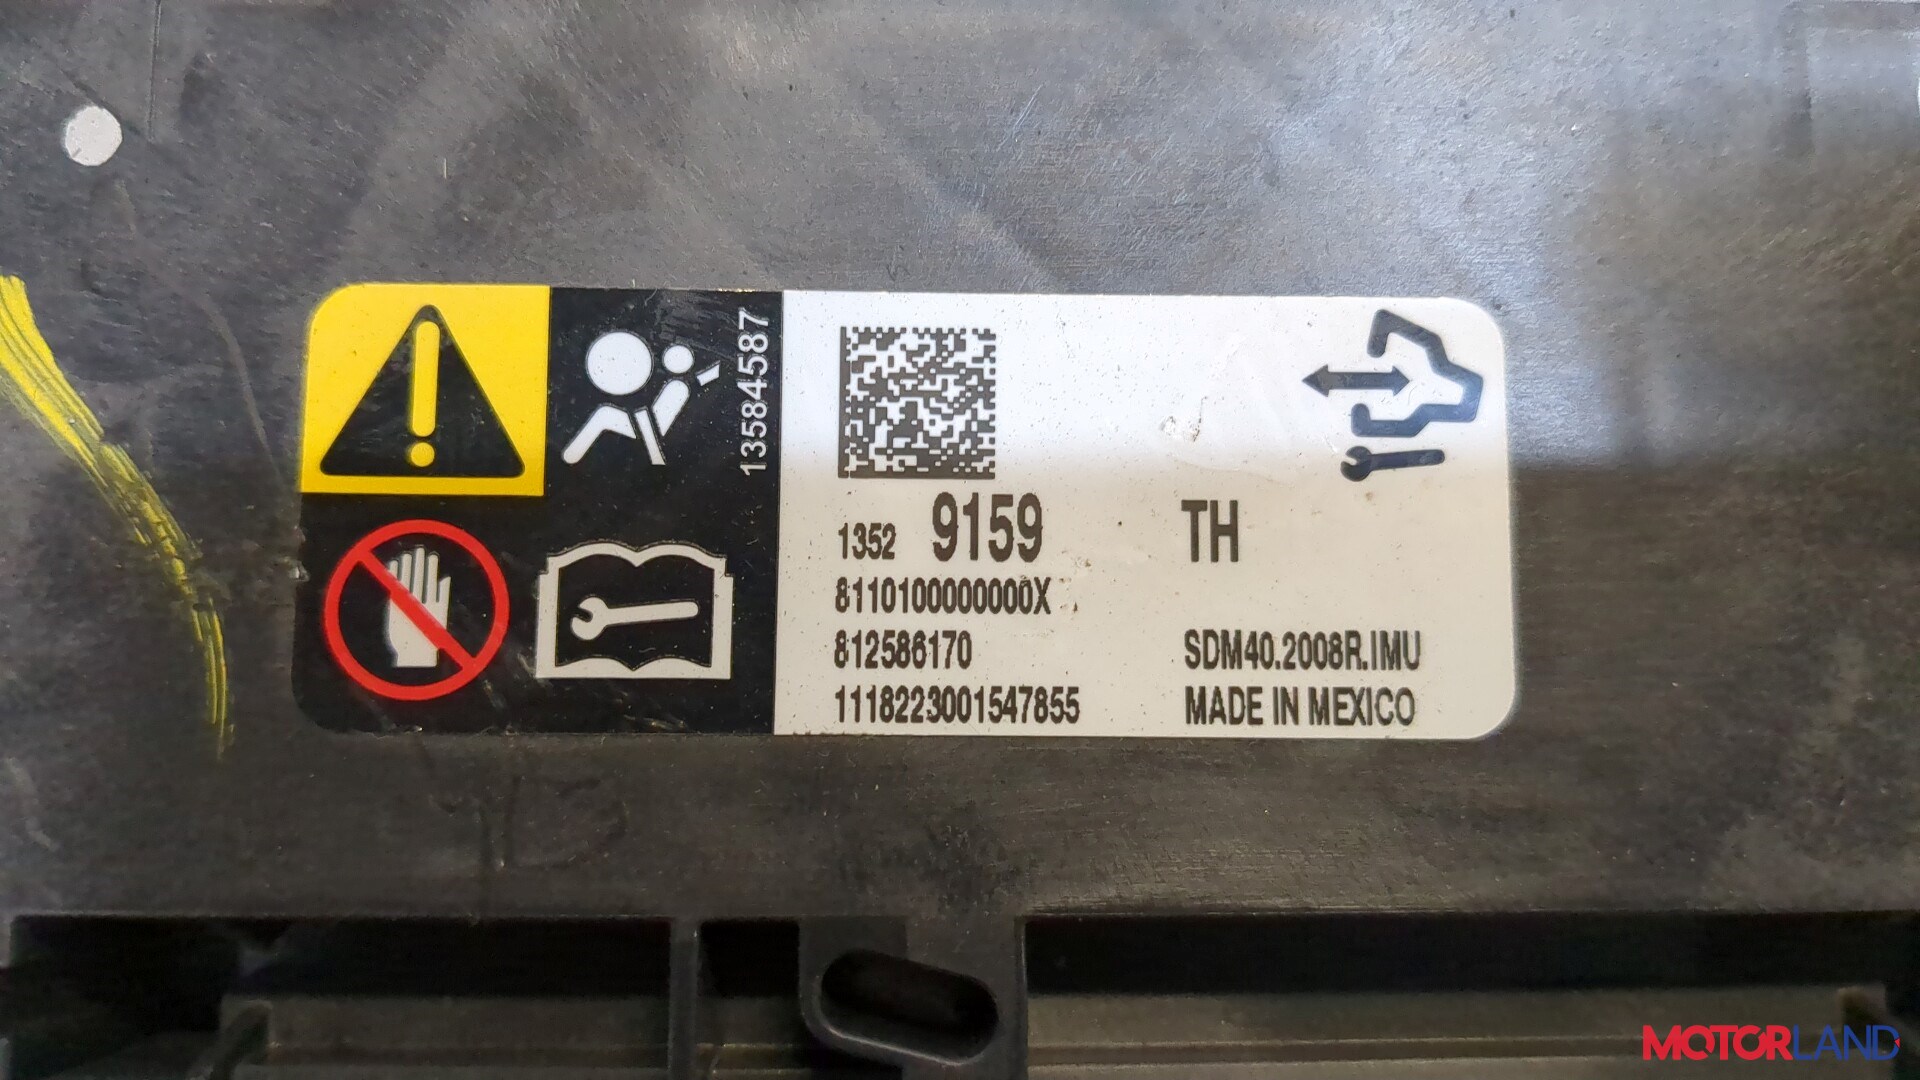 13584587
1352 9159 TH
8110100000000X
812586170 SDM40.2008R.IMU
1118223001547855 MADE IN MEXICO
MOTORLAND